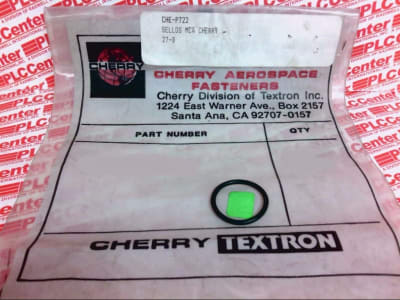 CHE-P722
SELLOS MCA CHERRY
27-9
CHERRY
CHERRY AEROSPACE
FASTENERS
Cherry Division of Textron Inc.
1224 East Warner Ave., Box 2157
Santa Ana, CA 92707-0157
PART NUMBER
QTY
CHERRY TEXTRON
PLCCenter